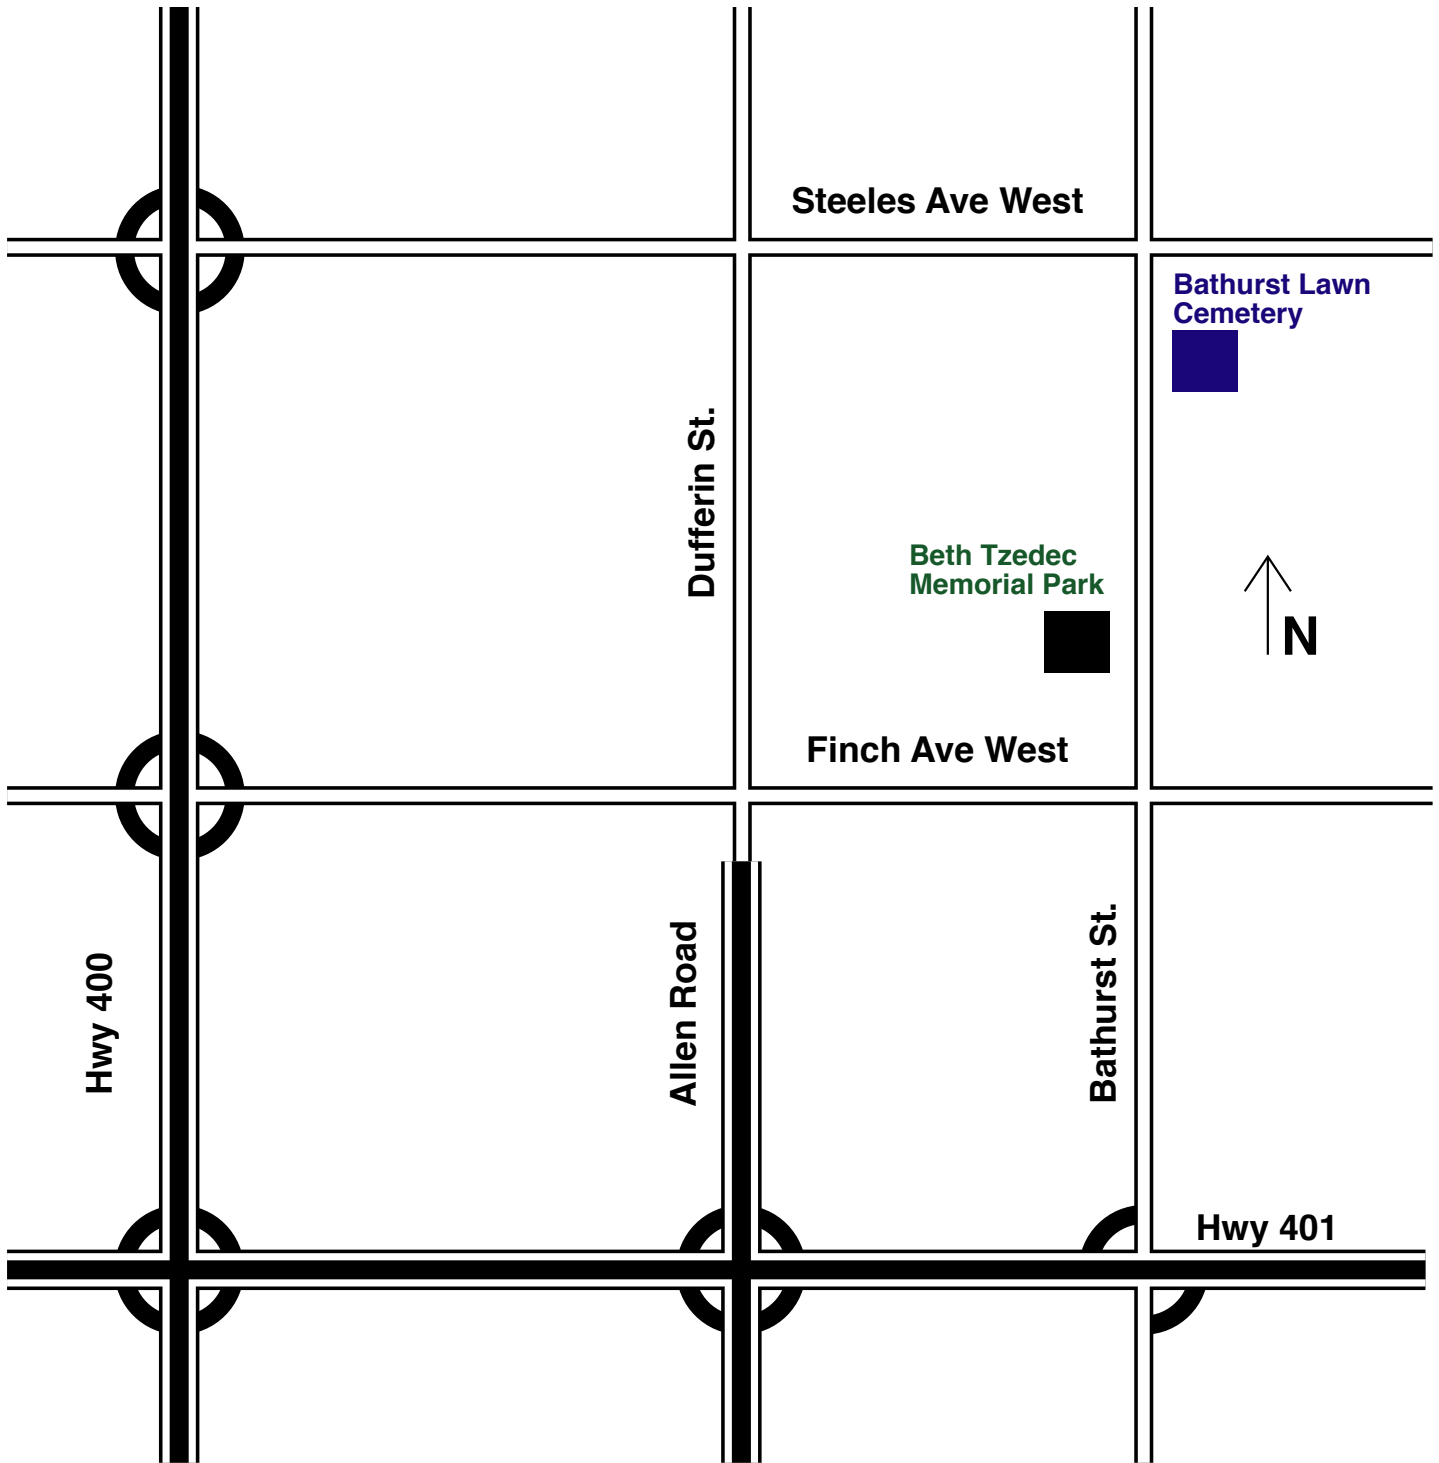 Steeles Ave West
Bathurst Lawn
Cemetery
Dufferin St.
Beth Tzedec
Memorial Park
N
Finch Ave West
Hwy 400
Allen Road
Bathurst St.
Hwy 401